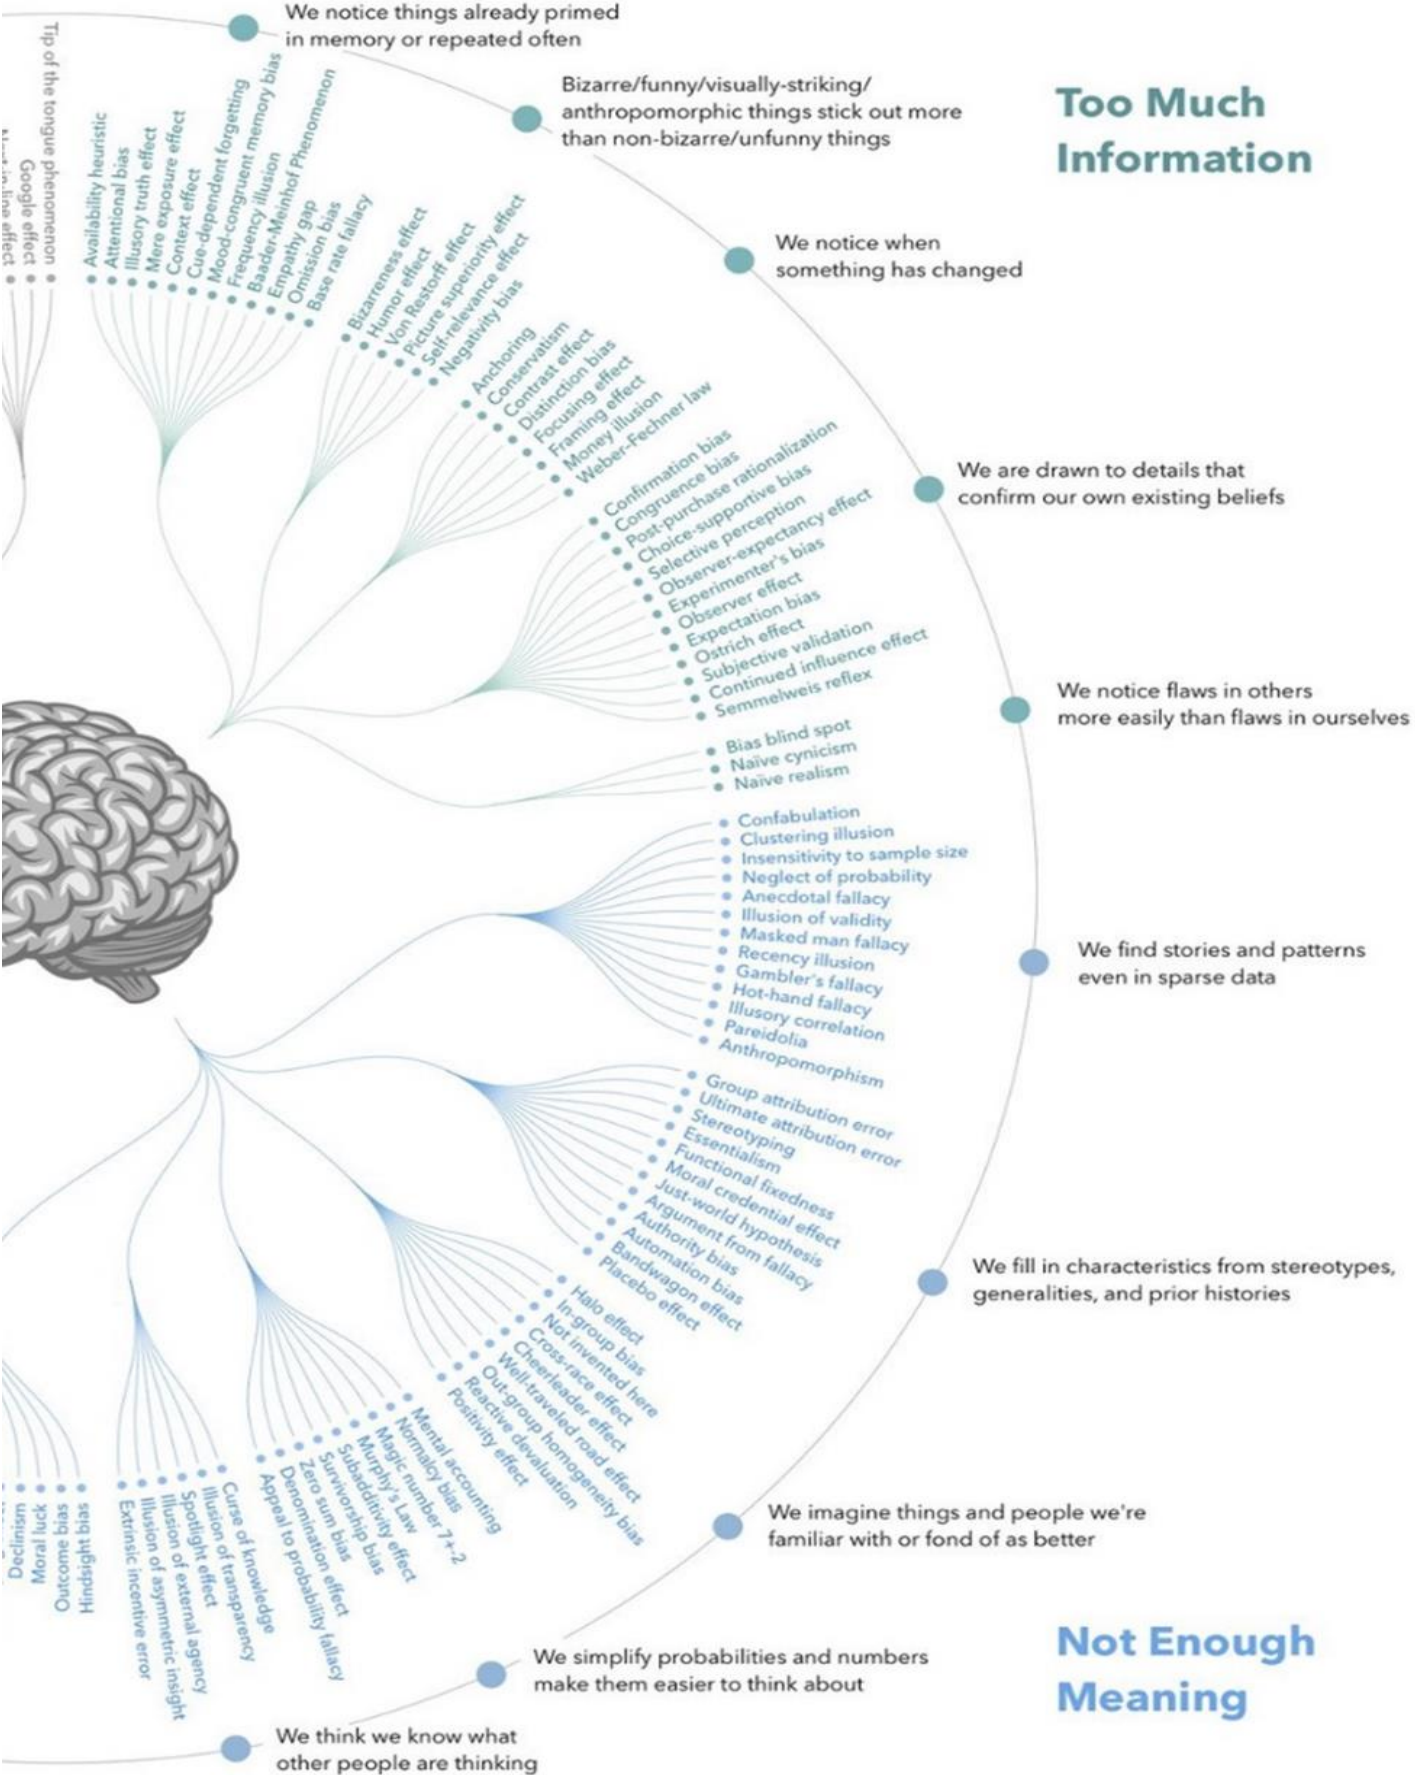 We notice things already primed
in memory or repeated often
Bizarre/funny/visually-striking/
anthropomorphic things stick out more
than non-bizarre/unfunny things
Too Much
Information
We notice when
something has changed
We are drawn to details that
confirm our own existing beliefs
We notice flaws in others
more easily than flaws in ourselves
We find stories and patterns
even in sparse data
We fill in characteristics from stereotypes,
generalities, and prior histories
We imagine things and people we're
familiar with or fond of as better
We simplify probabilities and numbers
make them easier to think about
Not Enough
Meaning
We think we know what
other people are thinking
effect
Google effect
Tip of the tongue phenomenon
Availability heuristic
Attentional bias
Illusory truth effect
Mere exposure effect
Context effect
Cue-dependent forgetting
Mood-congruent memory bias
Frequency illusion
Baader-Meinhof Phenomenon
Empathy gap
Omission bias
Base rate fallacy
Bizarreness effect
Humor effect
Von Restorff effect
Picture superiority effect
Self-relevance effect
Negativity bias
Anchoring
Conservatism
Contrast effect
Distinction bias
Focusing effect
Framing effect
Money illusion
Weber-Fechner law
Confirmation bias
Congruence bias
Post-purchase rationalization
Choice-supportive bias
Selective perception
Observer-expectancy effect
Experimenter's bias
Observer effect
Expectation bias
Ostrich effect
Subjective validation
Continued influence effect
Semmelweis reflex
Bias blind spot
Naïve cynicism
Naïve realism
Confabulation
Clustering illusion
Insensitivity to sample size
Neglect of probability
Anecdotal fallacy
Illusion of validity
Masked man fallacy
Recency illusion
Gambler's fallacy
Hot-hand fallacy
Illusory correlation
Pareidolia
Anthropomorphism
Group attribution error
Ultimate attribution error
Stereotyping
Essentialism
Functional fixedness
Moral credential effect
Just-world hypothesis
Argument from fallacy
Authority bias
Automation bias
Bandwagon effect
Placebo effect
Halo effect
In-group bias
Not invented here
Cross-race effect
Cheerleader effect
Well-traveled road effect
Out-group homogeneity bias
Reactive devaluation
Positivity effect
Mental accounting
Normalcy bias
Magic number 7+-2
Murphy's Law
Subadditivity effect
Survivorship bias
Zero sum bias
Denomination effect
Appeal to probability fallacy
Curse of knowledge
Illusion of transparency
Spotlight effect
Illusion of external agency
Illusion of asymmetric insight
Extrinsic incentive error
Hindsight bias
Outcome bias
Moral luck
Declinism